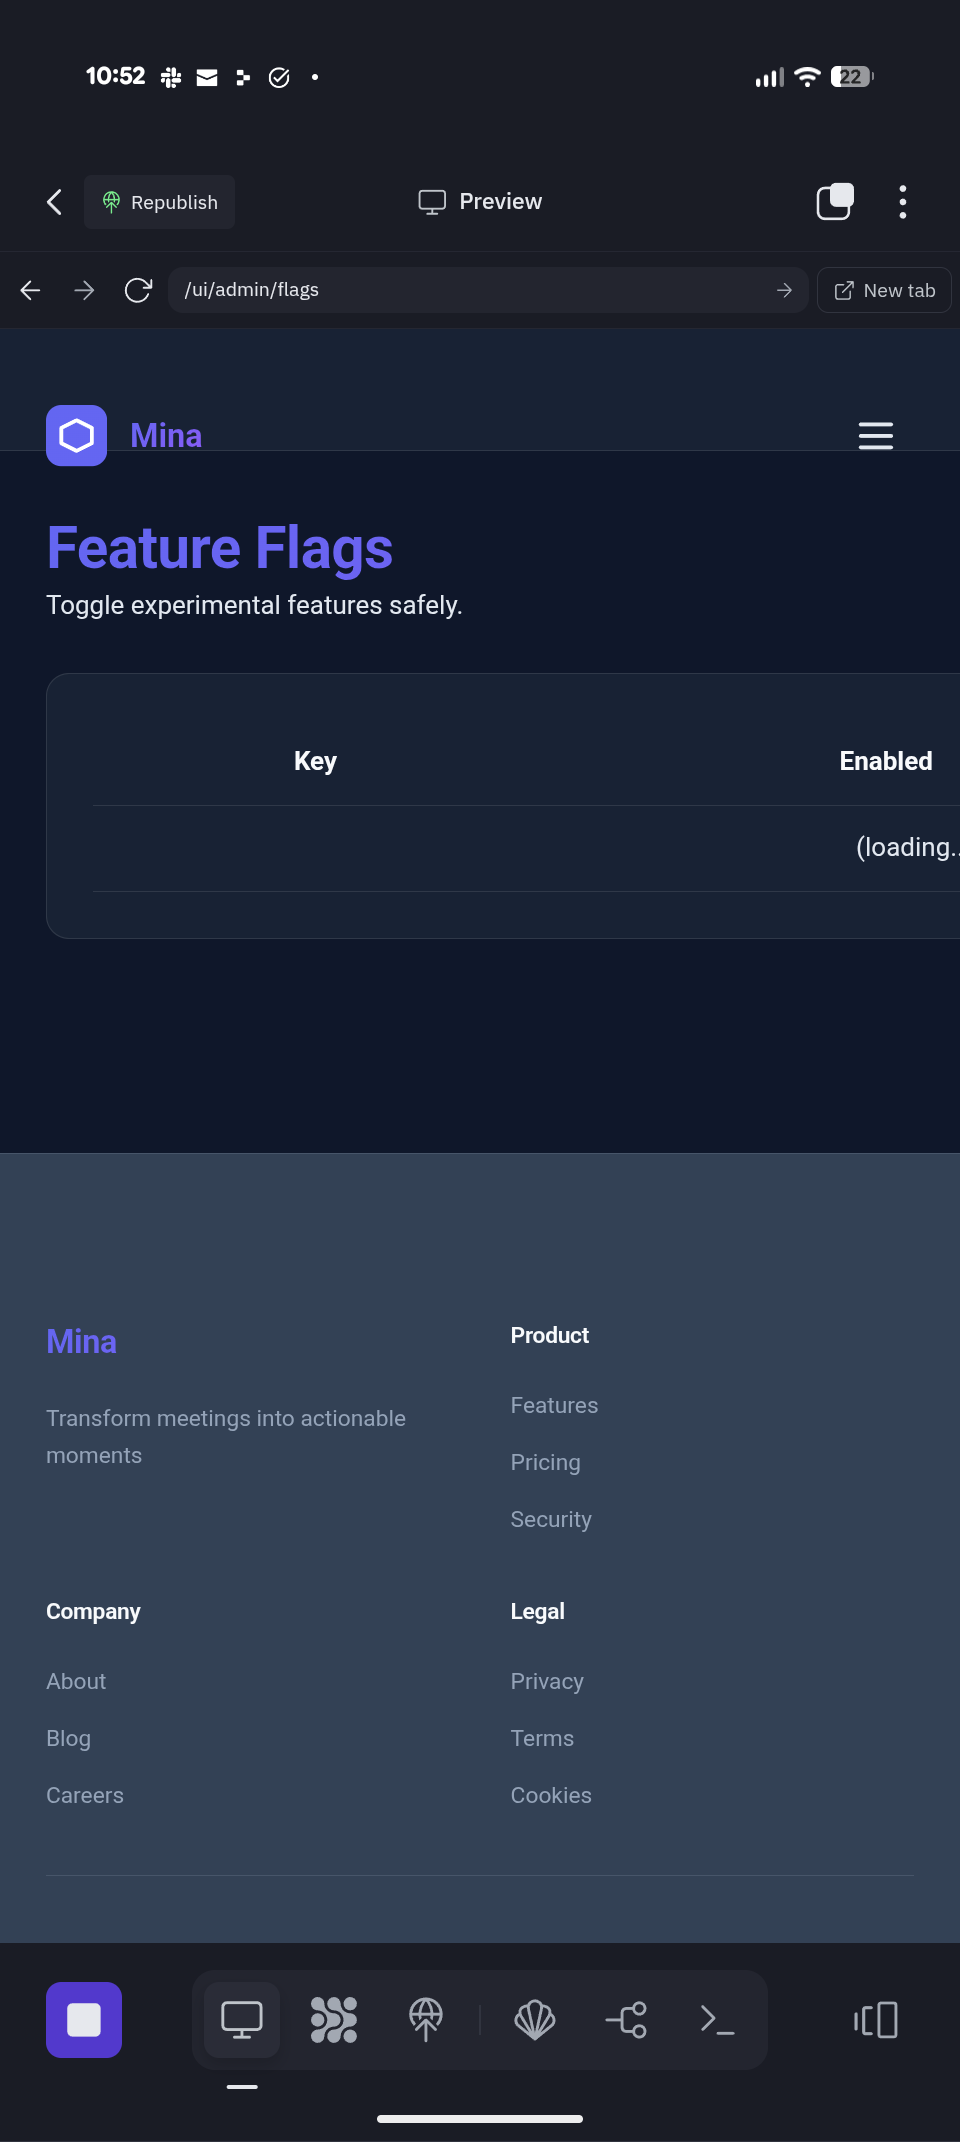 10:52
22
Republish
Preview
/ui/admin/flags
New tab
Mina
Feature Flags
Toggle experimental features safely.
Key Enabled
(loading..
Mina
Transform meetings into actionable
moments
Product
Features
Pricing
Security
Company
About
Blog
Careers
Legal
Privacy
Terms
Cookies